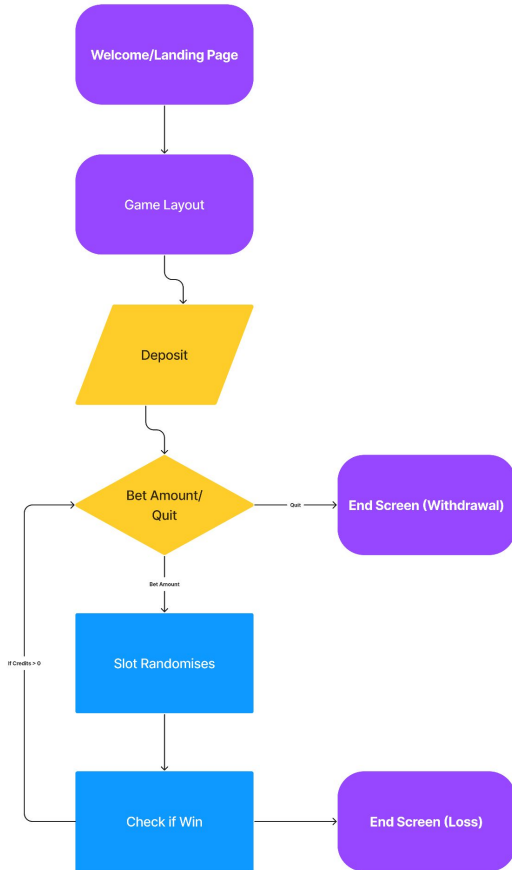 Welcome/Landing Page
Game Layout
Deposit
Bet Amount/
Quit
Quit
End Screen (Withdrawal)
Bet Amount
Slot Randomises
If Credits > 0
Check if Win
End Screen (Loss)